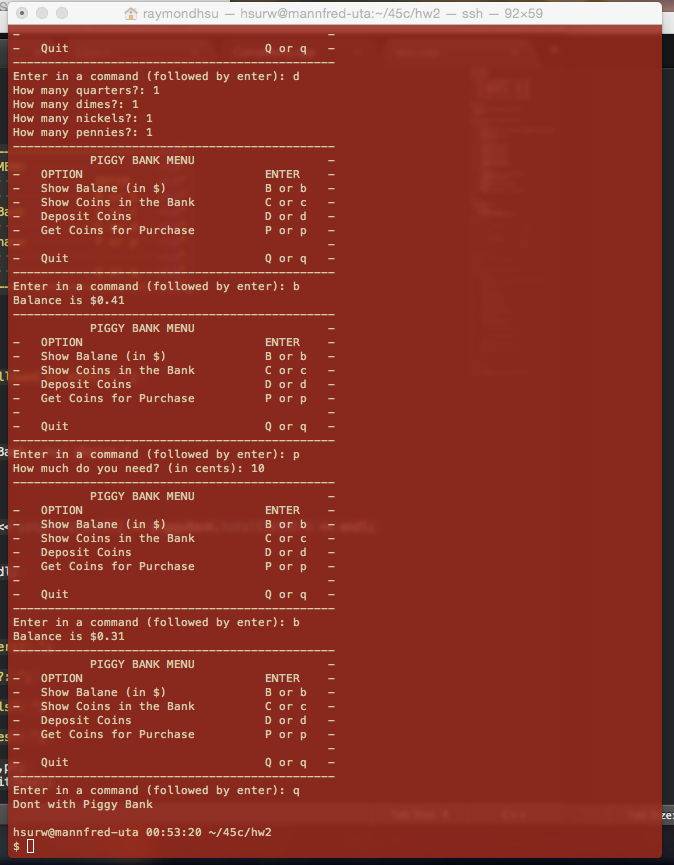 raymondhsu — hsurw@mannfred-uta:~/45c/hw2 — ssh — 92×59
– –
– Quit Q or q –
----------------------------------------------
Enter in a command (followed by enter): d
How many quarters?: 1
How many dimes?: 1
How many nickels?: 1
How many pennies?: 1
----------------------------------------------
PIGGY BANK MENU –
– OPTION ENTER –
– Show Balane (in $) B or b –
– Show Coins in the Bank C or c –
– Deposit Coins D or d –
– Get Coins for Purchase P or p –
– –
– Quit Q or q –
----------------------------------------------
Enter in a command (followed by enter): b
Balance is $0.41
----------------------------------------------
PIGGY BANK MENU –
– OPTION ENTER –
– Show Balane (in $) B or b –
– Show Coins in the Bank C or c –
– Deposit Coins D or d –
– Get Coins for Purchase P or p –
– –
– Quit Q or q –
----------------------------------------------
Enter in a command (followed by enter): p
How much do you need? (in cents): 10
----------------------------------------------
PIGGY BANK MENU –
– OPTION ENTER –
– Show Balane (in $) B or b –
– Show Coins in the Bank C or c –
– Deposit Coins D or d –
– Get Coins for Purchase P or p –
– –
– Quit Q or q –
----------------------------------------------
Enter in a command (followed by enter): b
Balance is $0.31
----------------------------------------------
PIGGY BANK MENU –
– OPTION ENTER –
– Show Balane (in $) B or b –
– Show Coins in the Bank C or c –
– Deposit Coins D or d –
– Get Coins for Purchase P or p –
– –
– Quit Q or q –
----------------------------------------------
Enter in a command (followed by enter): q
Dont with Piggy Bank
hsurw@mannfred-uta 00:53:20 ~/45c/hw2
$